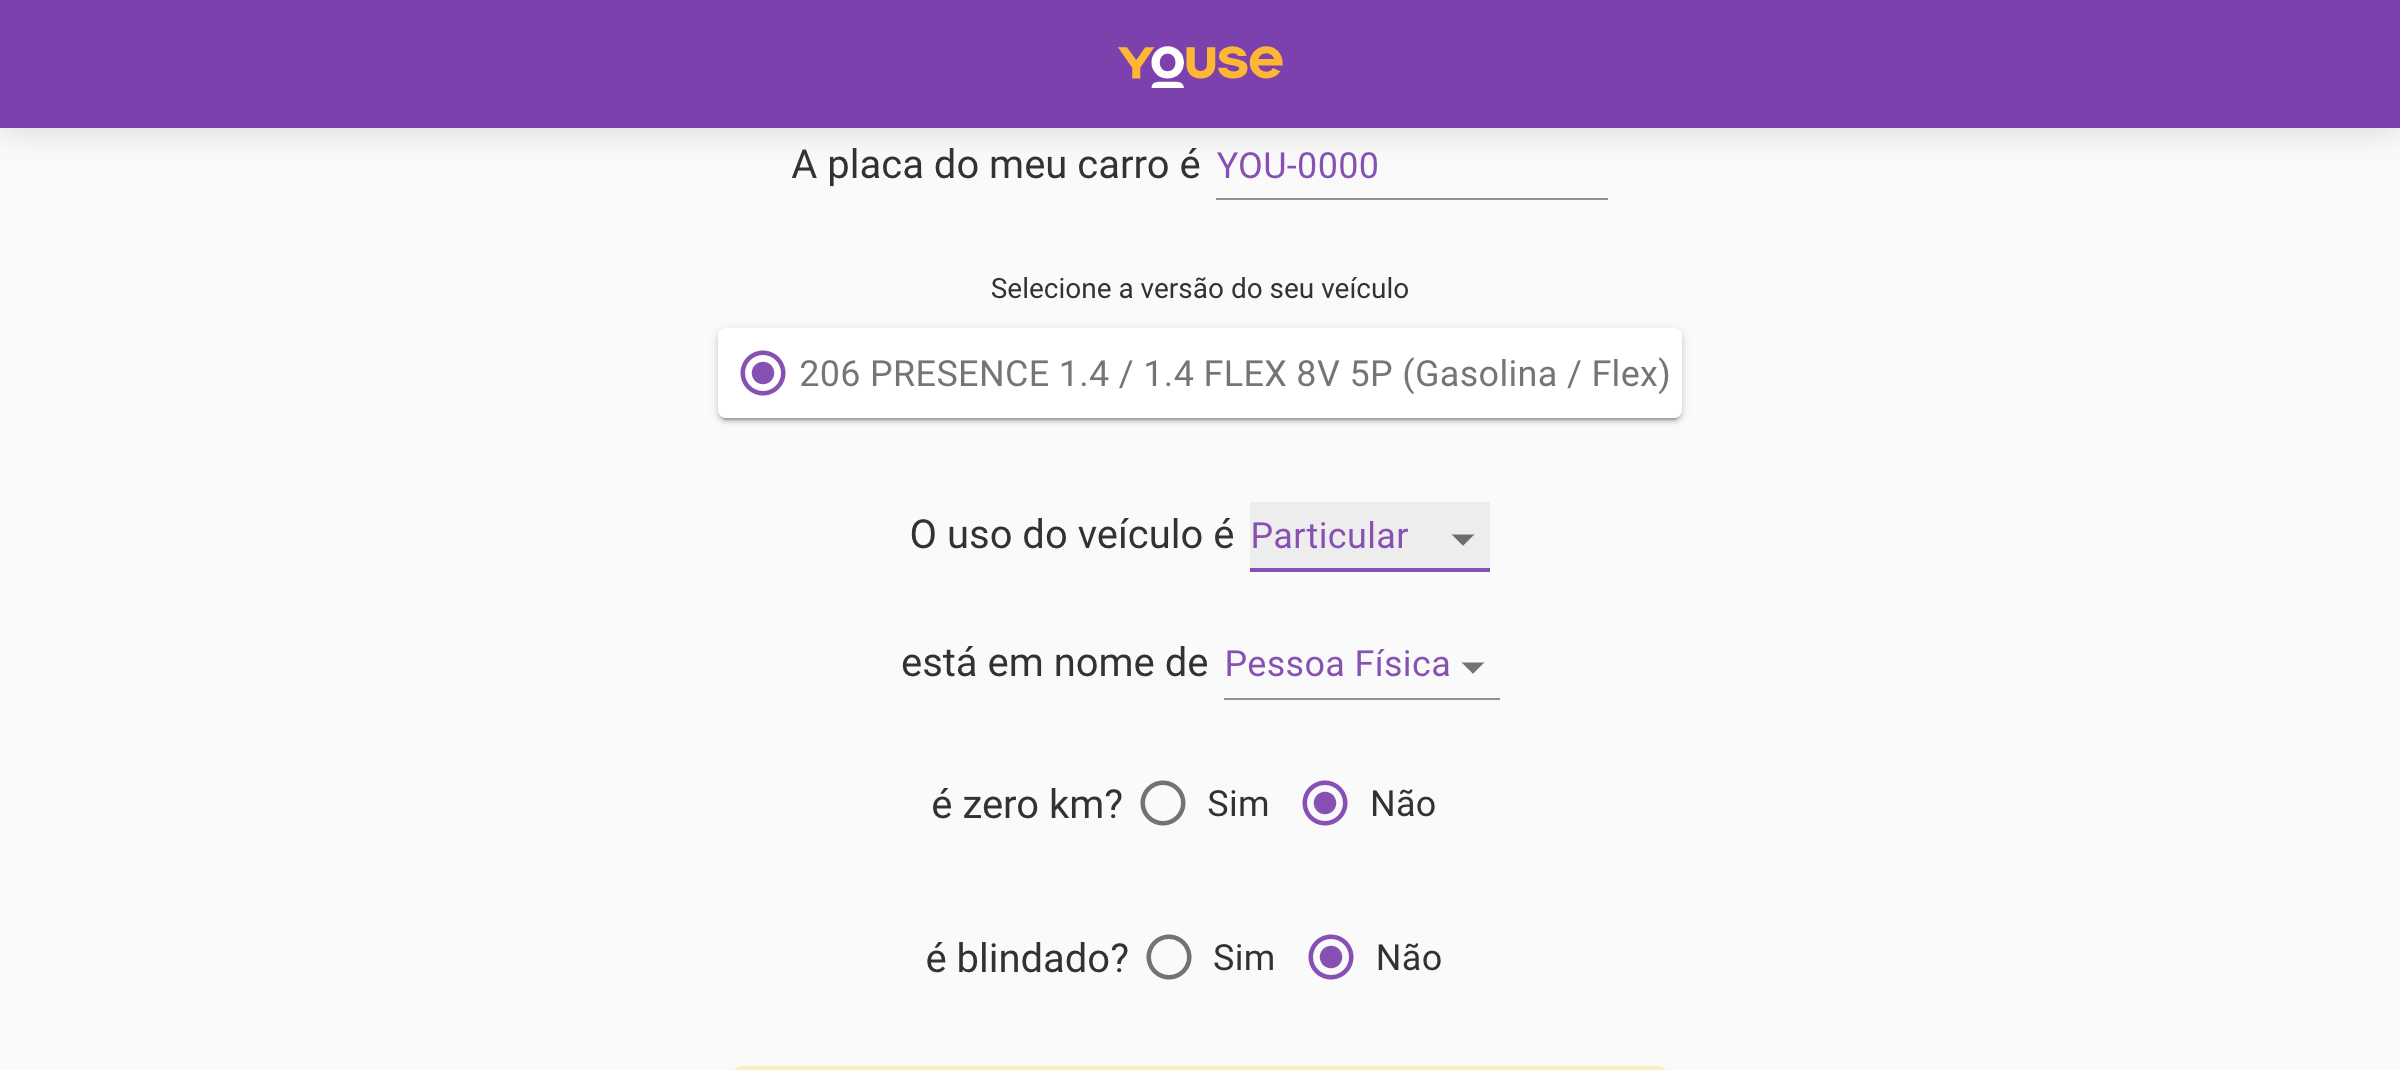 YOUSE
A placa do meu carro é YOU-0000
Selecione a versão do seu veículo
206 PRESENCE 1.4 / 1.4 FLEX 8V 5P (Gasolina / Flex)
O uso do veículo é Particular
está em nome de Pessoa Física
é zero km? Sim Não
é blindado? Sim Não